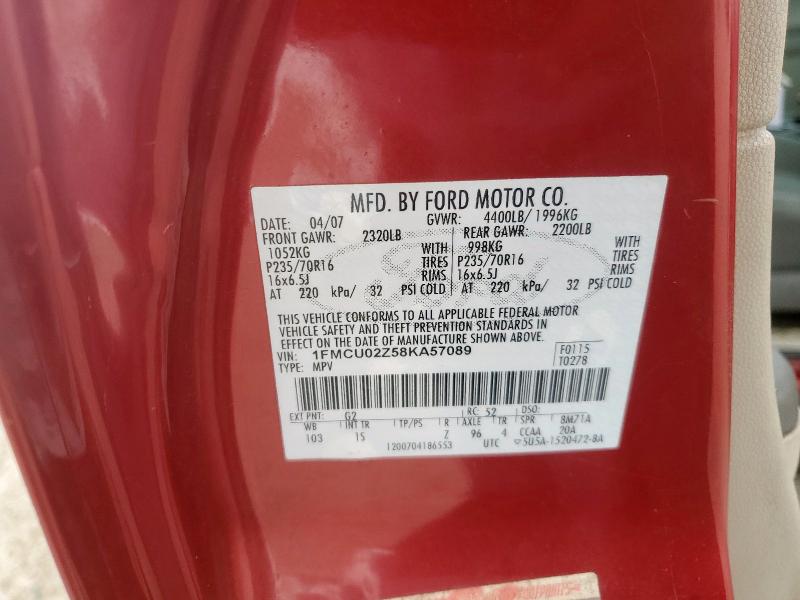 MFD. BY FORD MOTOR CO.
DATE: 04/07 GVWR: 4400LB/ 1996KG
FRONT GAWR: 2320LB REAR GAWR: 2200LB
1052KG WITH 998KG WITH
P235/70R16 TIRES P235/70R16 TIRES
16x6.5J RIMS 16x6.5J RIMS
AT 220 kPa/ 32 PSI COLD AT 220 kPa/ 32 PSI COLD
THIS VEHICLE CONFORMS TO ALL APPLICABLE FEDERAL MOTOR
VEHICLE SAFETY AND THEFT PREVENTION STANDARDS IN
EFFECT ON THE DATE OF MANUFACTURE SHOWN ABOVE.
VIN: 1FMCU02Z58KA57089 F0115
TYPE: MPV T0278
EXT PNT: G2 RC: 52 DSO:
WB INT TR TP/PS R AXLE TR SPR 8M71A
103 15 Z 96 4 CCAA 20A
1200704186553 UTC 5U5A-1520472-BA